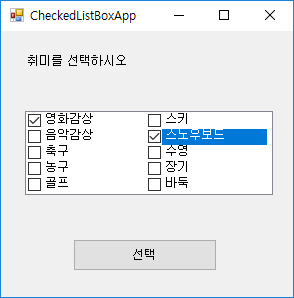 CheckedListBoxApp
취미를 선택하시오
영화감상 스키
음악감상 스노우보드
축구 수영
농구 장기
골프 바둑
선택